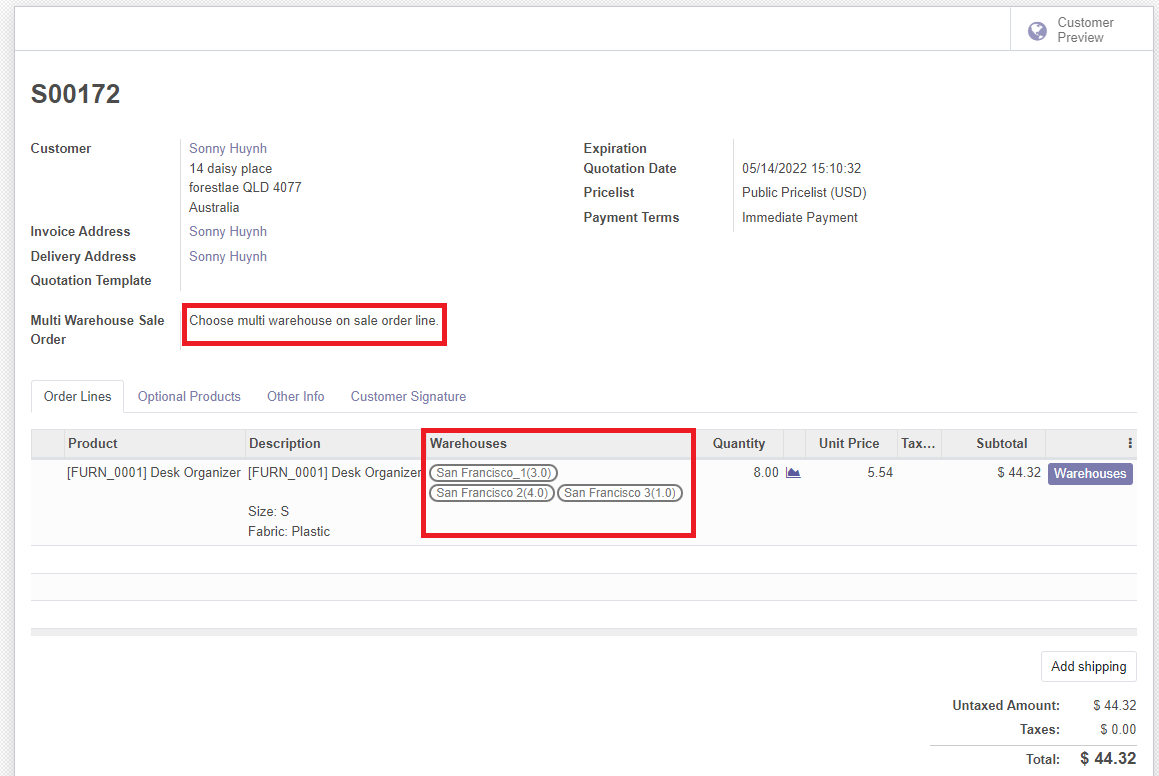 Customer
Preview
S00172
Customer
Sonny Huynh
14 daisy place
forestlae QLD 4077
Australia
Invoice Address
Sonny Huynh
Delivery Address
Sonny Huynh
Quotation Template
Expiration
Quotation Date
05/14/2022 15:10:32
Pricelist
Public Pricelist (USD)
Payment Terms
Immediate Payment
Multi Warehouse Sale
Order
Choose multi warehouse on sale order line.
Order Lines Optional Products Other Info Customer Signature
Product Description Warehouses Quantity Unit Price Tax... Subtotal
[FURN_0001] Desk Organizer [FURN_0001] Desk Organizer San Francisco_1(3.0) 8.00 5.54 $ 44.32 Warehouses
San Francisco 2(4.0) San Francisco 3(1.0)
Size: S
Fabric: Plastic
Add shipping
Untaxed Amount: $ 44.32
Taxes: $ 0.00
Total: $ 44.32